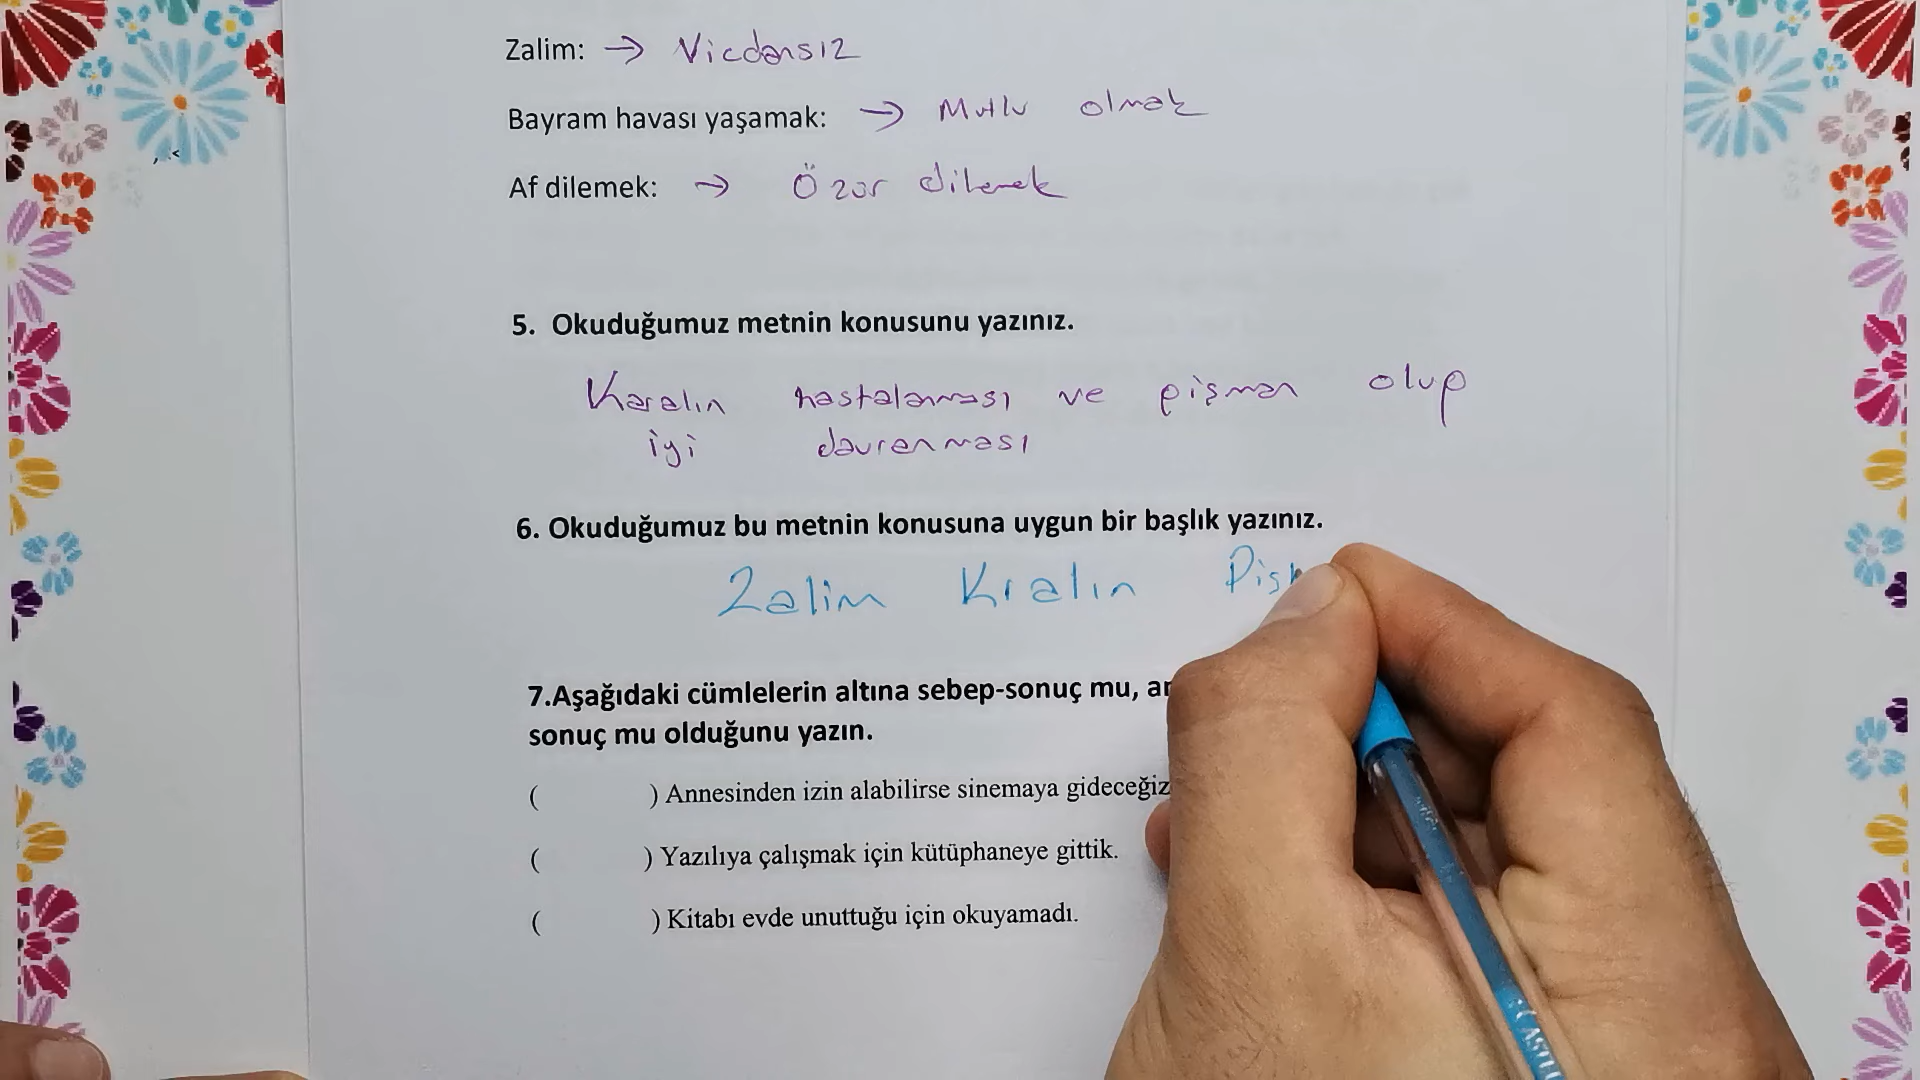 Zalim: → Vicdansız
Bayram havası yaşamak: → Mutlu olmak
Af dilemek: → Özür dilemek
5. Okuduğumuz metnin konusunu yazınız.
Karalın hastalanması ve pişman olup
iyi davranması
6. Okuduğumuz bu metnin konusuna uygun bir başlık yazınız.
Zalim Kralın
7.Aşağıdaki cümlelerin altına sebep-sonuç mu,
sonuç mu olduğunu yazın.
( ) Annesinden izin alabilirse sinemaya gideceğiz
( ) Yazılıya çalışmak için kütüphaneye gittik.
( ) Kitabı evde unuttuğu için okuyamadı.